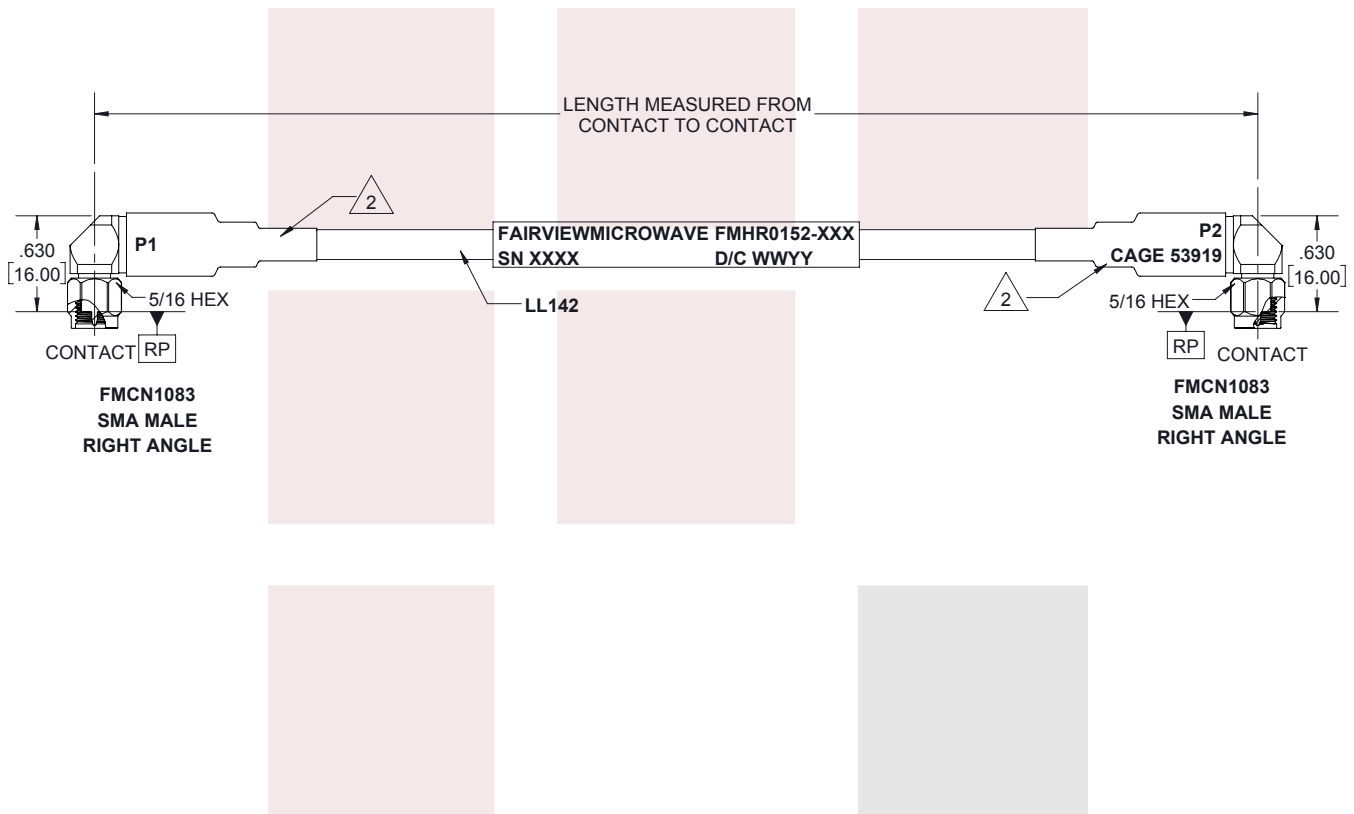 LENGTH MEASURED FROM
CONTACT TO CONTACT
2
.630
[16.00]
P1
FAIRVIEWMICROWAVE FMHR0152-XXX
SN XXXX D/C WWYY
P2
CAGE 53919
.630
[16.00]
5/16 HEX
LL142
2
5/16 HEX
CONTACT
RP
RP
CONTACT
FMCN1083
SMA MALE
RIGHT ANGLE
FMCN1083
SMA MALE
RIGHT ANGLE